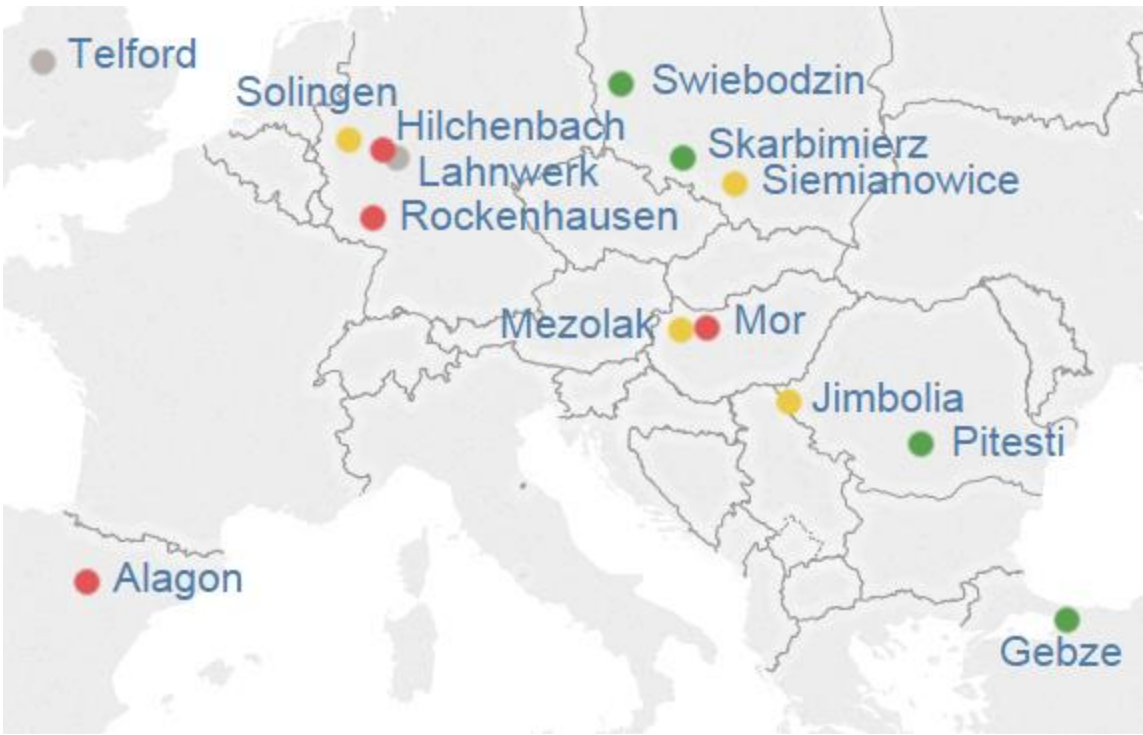 Telford
Swiebodzin
Solingen
Hilchenbach
Skarbimierz
Lahnwerk
Siemianowice
Rockenhausen
Mezolak
Mor
Jimbolia
Pitesti
Alagon
Gebze